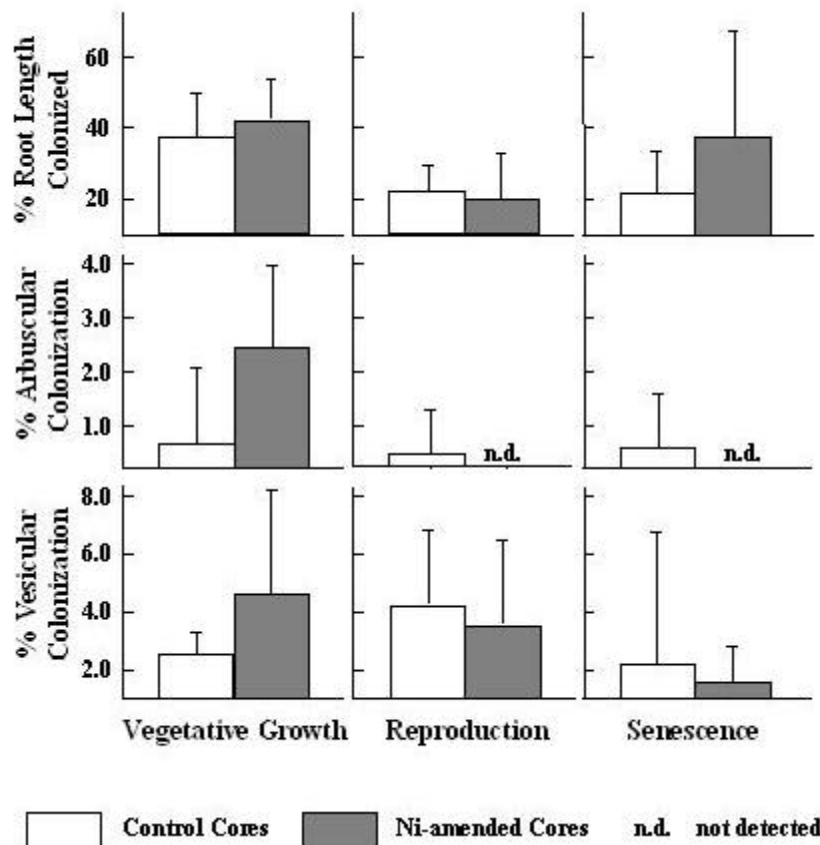 % Root Length
Colonized
60
40
20
% Arbuscular
Colonization
4.0
3.0
2.0
1.0
n.d.
n.d.
% Vesicular
Colonization
8.0
6.0
4.0
2.0
Vegetative Growth
Reproduction
Senescence
Control Cores
Ni-amended Cores
n.d. not detected